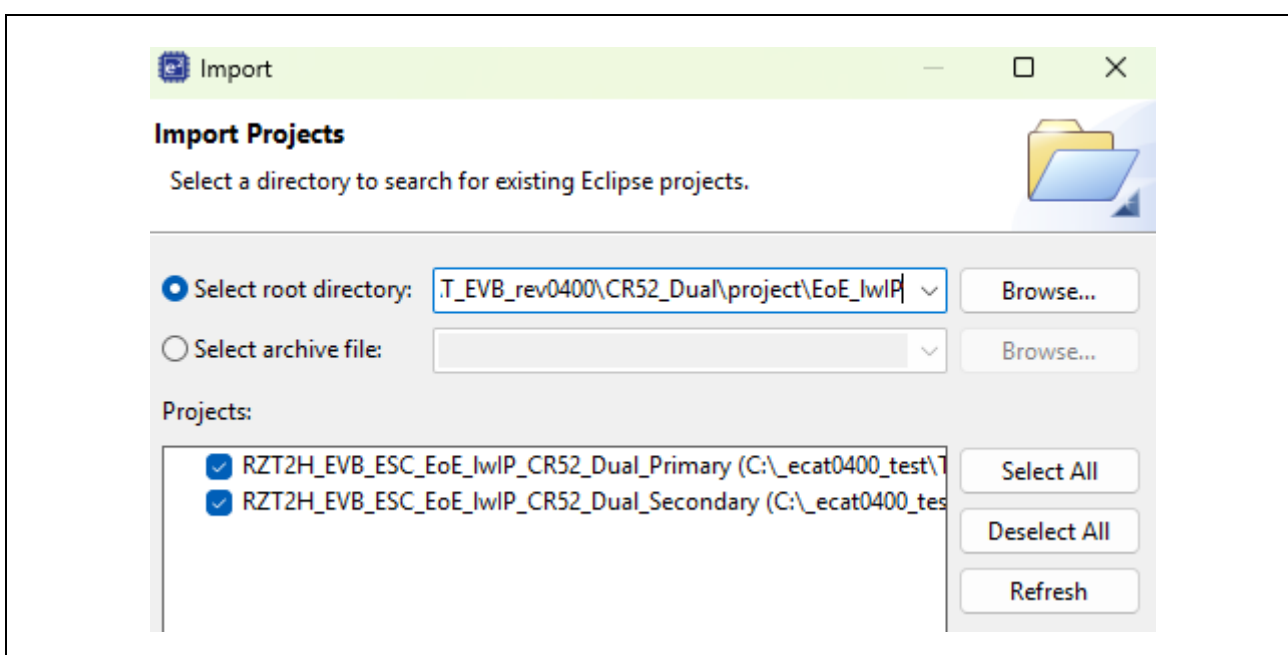 Import
Import Projects
Select a directory to search for existing Eclipse projects.
Select root directory: .T_EVB_rev0400\CR52_Dual\project\EoE_lwIP Browse...
Select archive file: Browse...
Projects:
RZT2H_EVB_ESC_EoE_lwIP_CR52_Dual_Primary (C:\_ecat0400_test\T
RZT2H_EVB_ESC_EoE_lwIP_CR52_Dual_Secondary (C:\_ecat0400_tes
Select All
Deselect All
Refresh